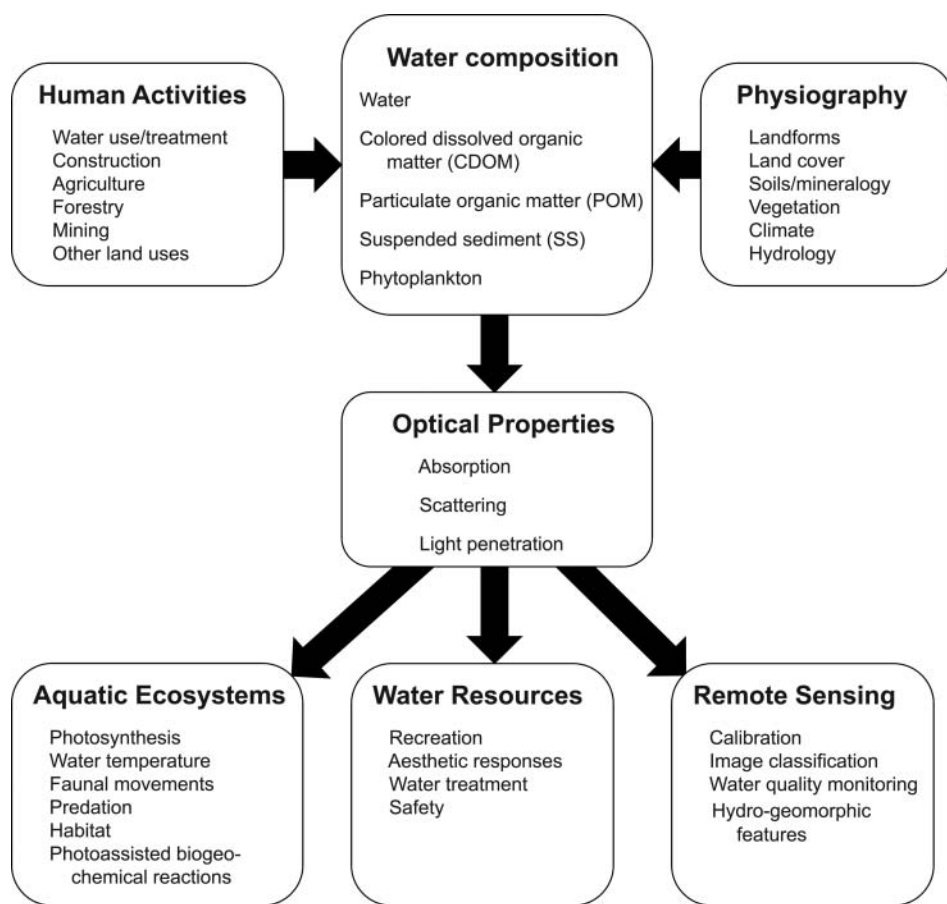 Human Activities
Water use/treatment
Construction
Agriculture
Forestry
Mining
Other land uses
Water composition
Water
Colored dissolved organic
matter (CDOM)
Particulate organic matter (POM)
Suspended sediment (SS)
Phytoplankton
Physiography
Landforms
Land cover
Soils/mineralogy
Vegetation
Climate
Hydrology
Optical Properties
Absorption
Scattering
Light penetration
Aquatic Ecosystems
Photosynthesis
Water temperature
Faunal movements
Predation
Habitat
Photoassisted biogeo-
chemical reactions
Water Resources
Recreation
Aesthetic responses
Water treatment
Safety
Remote Sensing
Calibration
Image classification
Water quality monitoring
Hydro-geomorphic
features